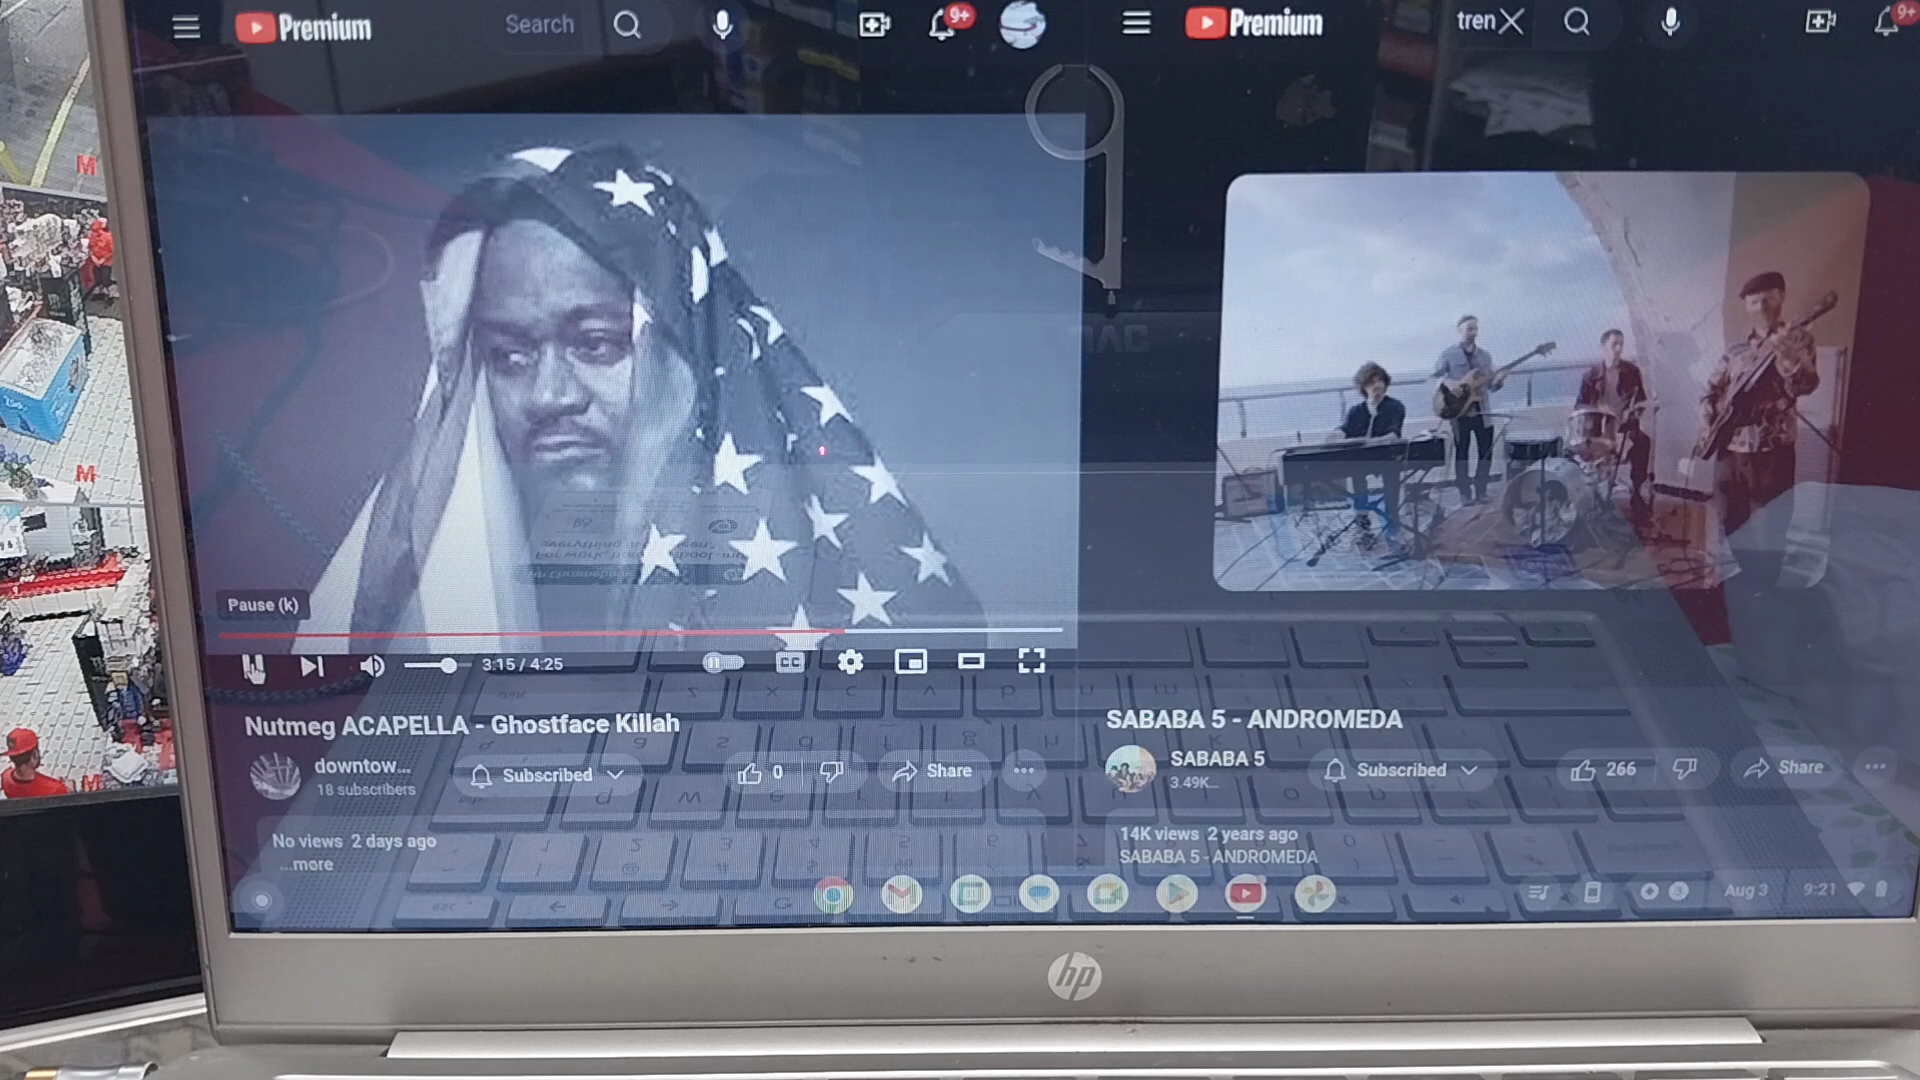 Premium
Search
9+
Premium
tren
9+
Pause (k)
3:15 / 4:25
CC
Nutmeg ACAPELLA - Ghostface Killah
downtow...
18 subscribers
Subscribed
0
Share
No views 2 days ago
...more
SABABA 5 - ANDROMEDA
SABABA 5
3.49K...
Subscribed
266
Share
14K views 2 years ago
SABABA 5 - ANDROMEDA
Aug 3
9:21
hp
M
M
M